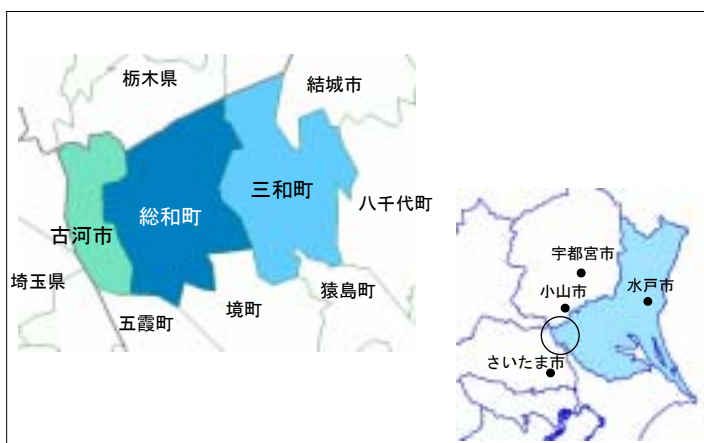 栃木県
結城市
三和町
総和町
八千代町
古河市
埼玉県
猿島町
境町
五霞町
宇都宮市
水戸市
小山市
さいたま市